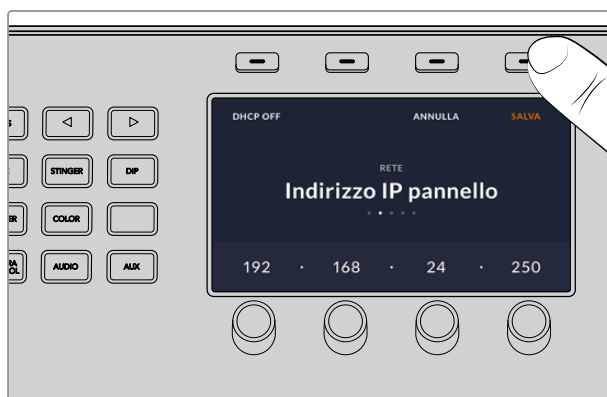 DHCP OFF ANNULLA SALVA
RETE
Indirizzo IP pannello
192 . 168 . 24 . 250
STINGER DIP
COLOR
AUDIO AUX